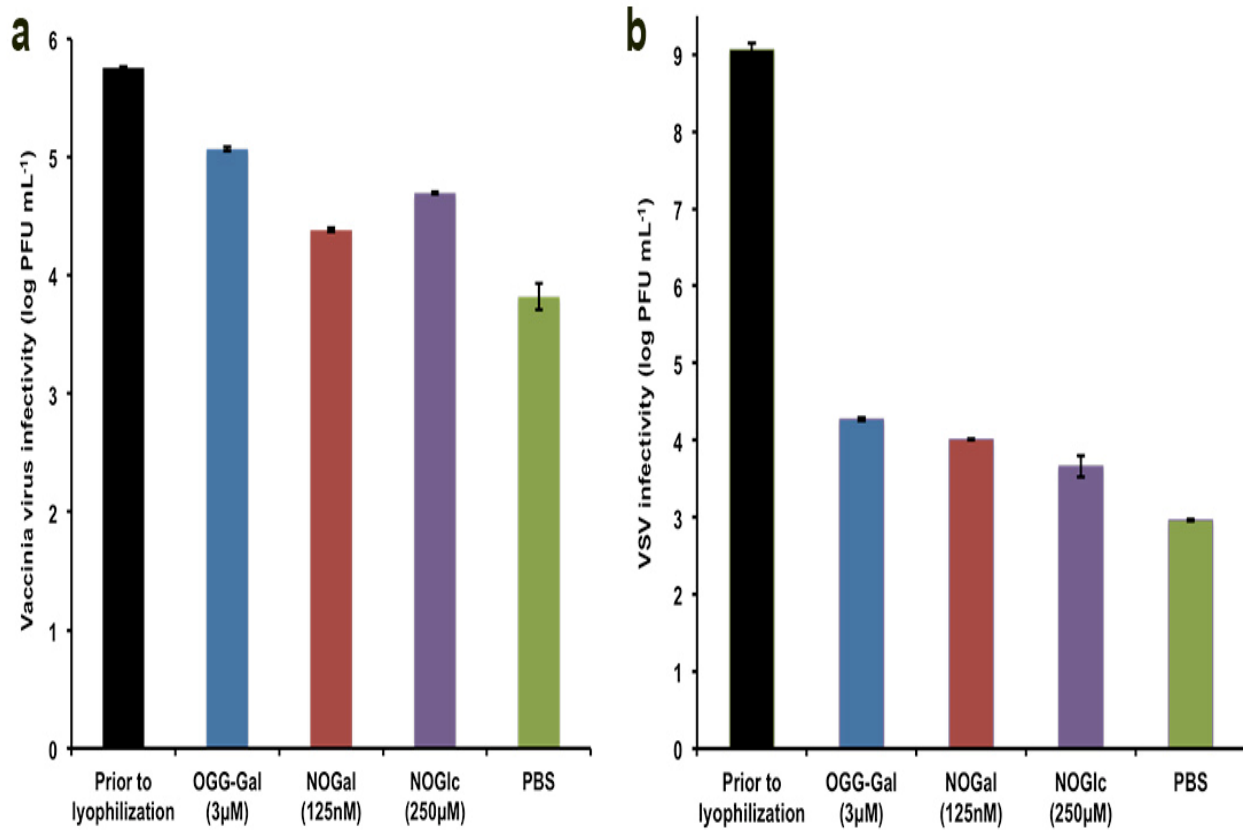 a
Vaccinia virus infectivity (log PFU mL⁻¹)
6
5
4
3
2
1
0
Prior to
lyophilization
OGG-Gal
(3µM)
NOGal
(125nM)
NOGlc
(250µM)
PBS
b
VSV infectivity (log PFU mL⁻¹)
9
8
7
6
5
4
3
2
1
0
Prior to
lyophilization
OGG-Gal
(3µM)
NOGal
(125nM)
NOGlc
(250µM)
PBS